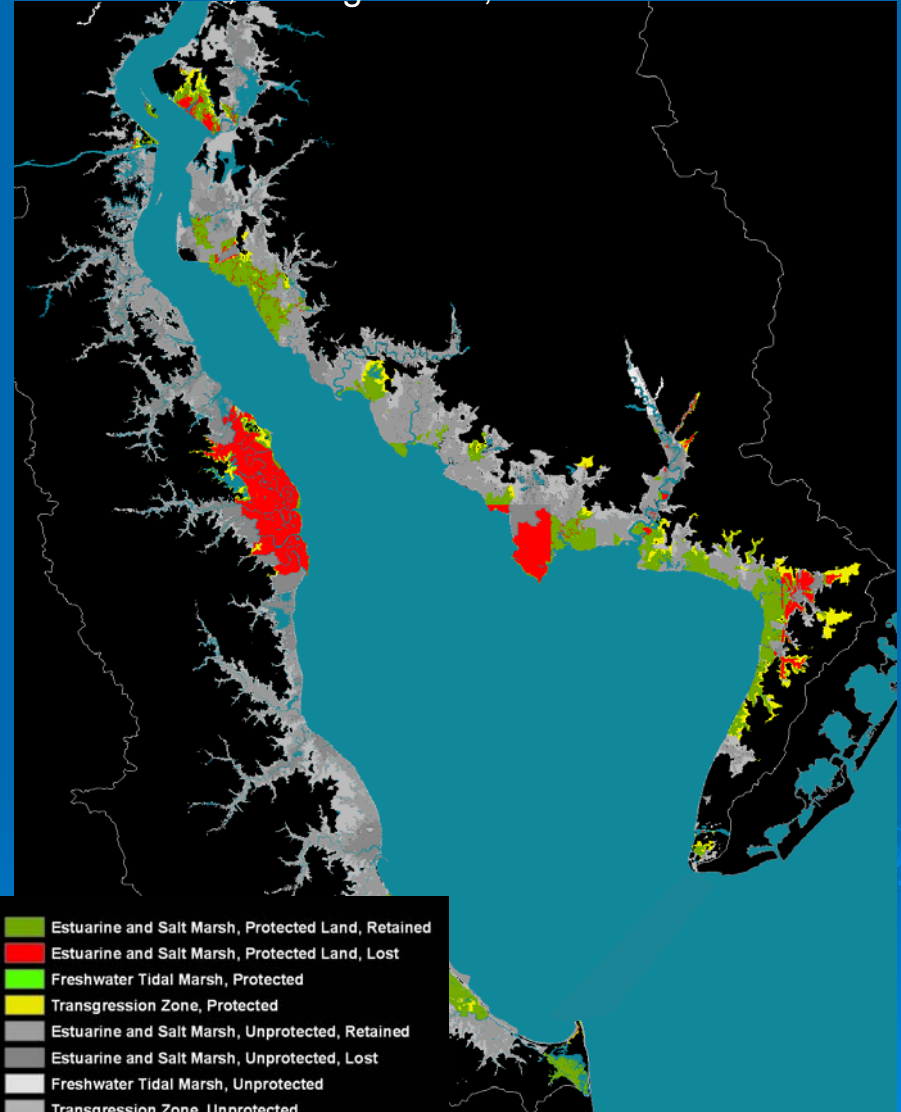 Estuarine and Salt Marsh, Protected Land, Retained
Estuarine and Salt Marsh, Protected Land, Lost
Freshwater Tidal Marsh, Protected
Transgression Zone, Protected
Estuarine and Salt Marsh, Unprotected, Retained
Estuarine and Salt Marsh, Unprotected, Lost
Freshwater Tidal Marsh, Unprotected
Transgression Zone, Unprotected